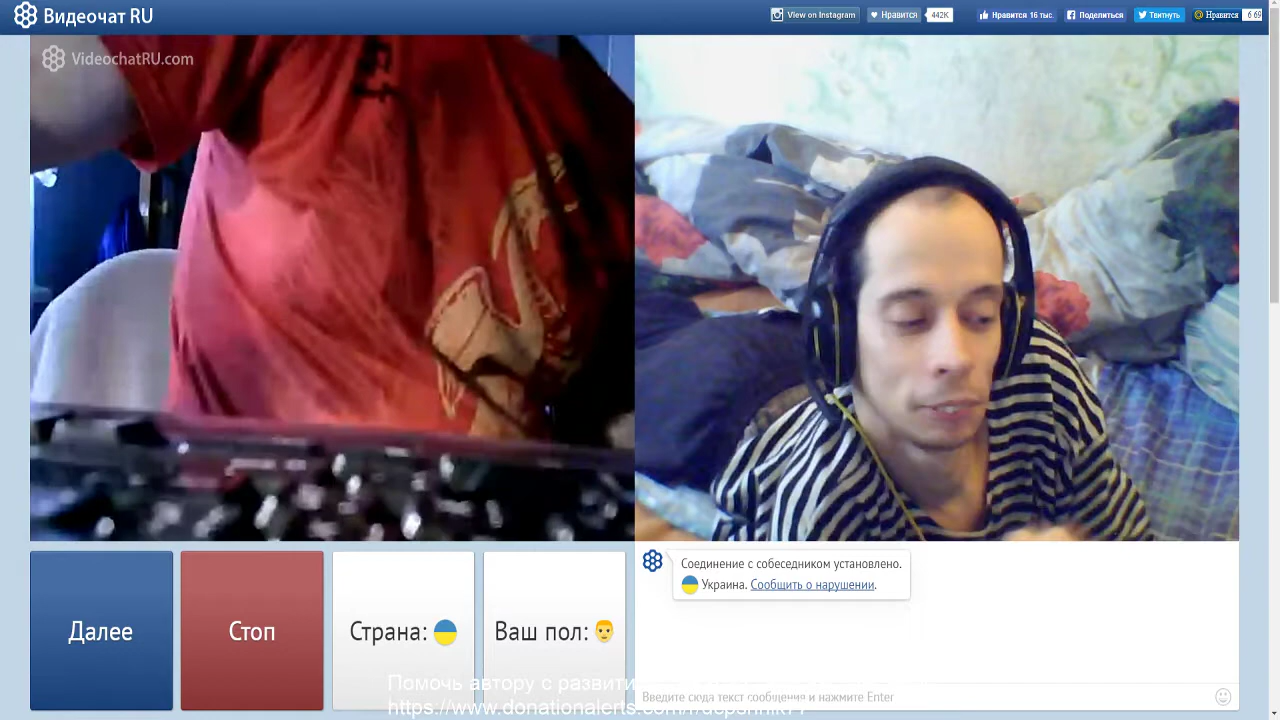 Видеочат RU
View on Instagram
Нравится
442K
Нравится 16 тыс.
Поделиться
Твитнуть
Нравится
6 69
VideochatRU.com
Соединение с собеседником установлено.
Украина. Сообщить о нарушении.
Далее
Стоп
Страна:
Ваш пол:
Помочь автору с развити
Введите сюда текст сообщения и нажмите Enter
https://www.donationalerts.com/r/